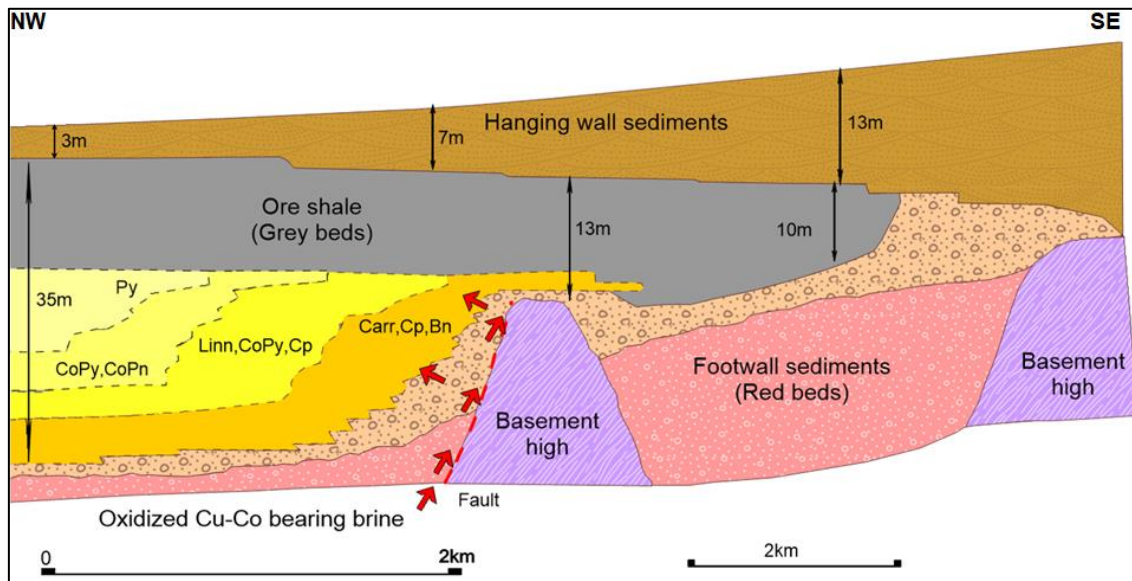 NW
SE
3m
7m
Hanging wall sediments
13m
Ore shale
(Grey beds)
13m
10m
35m
Py
Carr,Cp,Bn
Linn,CoPy,Cp
CoPy,CoPn
Footwall sediments
(Red beds)
Basement
high
Basement
high
Fault
Oxidized Cu-Co bearing brine
0
2km
2km